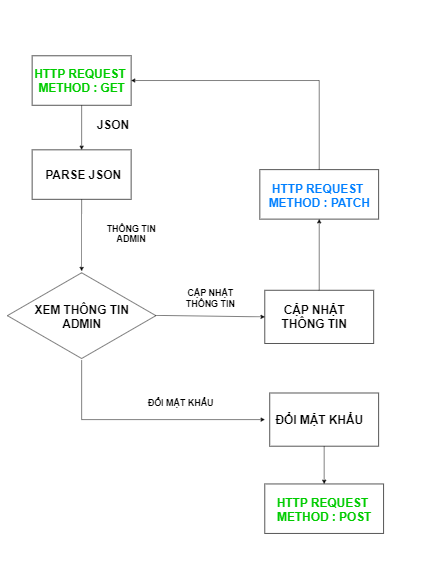 HTTP REQUEST
METHOD : GET
JSON
PARSE JSON
THÔNG TIN
ADMIN
HTTP REQUEST
METHOD : PATCH
XEM THÔNG TIN
ADMIN
CẬP NHẬT
THÔNG TIN
CẬP NHẬT
THÔNG TIN
ĐỔI MẬT KHẨU
ĐỔI MẬT KHẨU
HTTP REQUEST
METHOD : POST